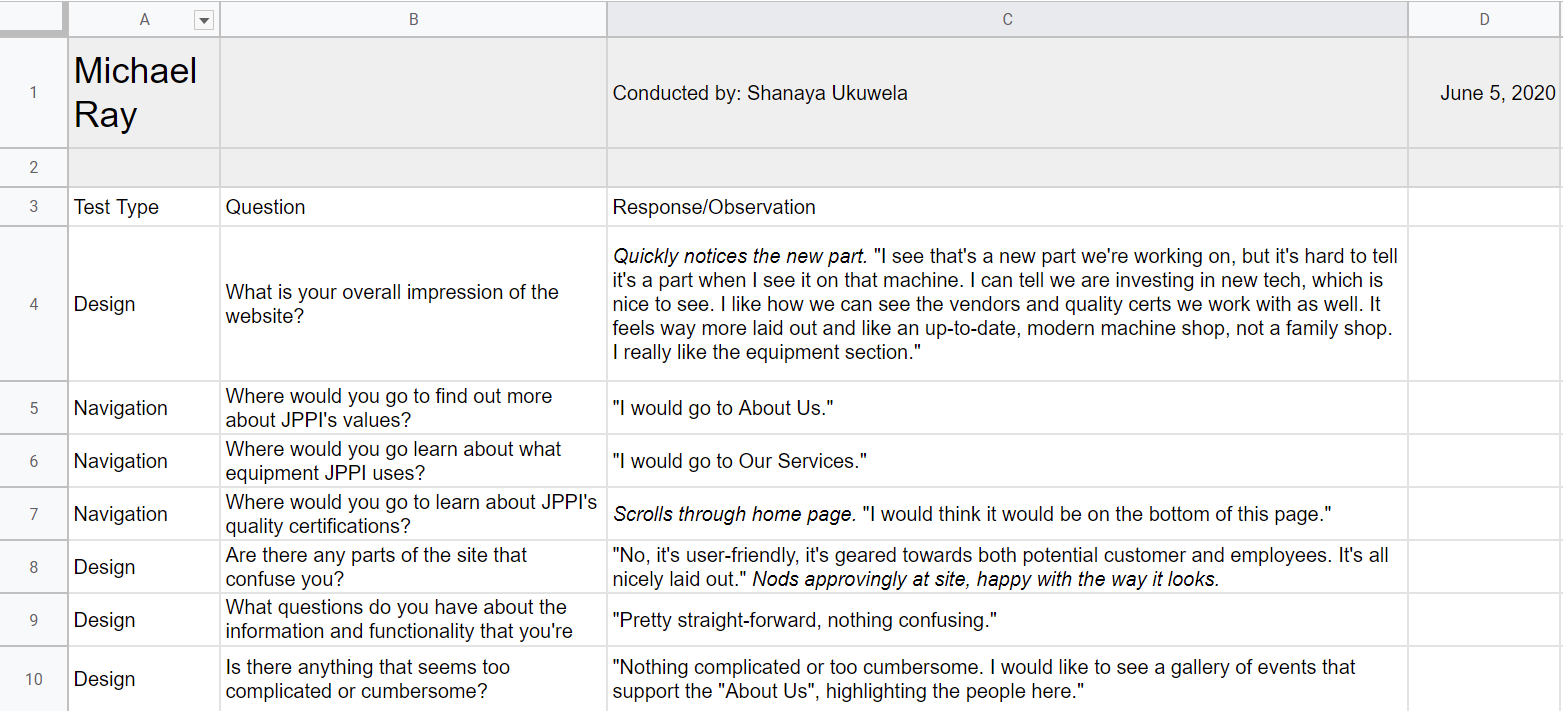 A B C D
1 Michael
Ray Conducted by: Shanaya Ukuwela June 5, 2020
2
3 Test Type Question Response/Observation
4 Design What is your overall impression of the
website?
Quickly notices the new part. "I see that's a new part we're working on, but it's hard to tell
it's a part when I see it on that machine. I can tell we are investing in new tech, which is
nice to see. I like how we can see the vendors and quality certs we work with as well. It
feels way more laid out and like an up-to-date, modern machine shop, not a family shop.
I really like the equipment section."
5 Navigation Where would you go to find out more
about JPPI's values?
"I would go to About Us."
6 Navigation Where would you go learn about what
equipment JPPI uses?
"I would go to Our Services."
7 Navigation Where would you go to learn about JPPI's
quality certifications?
Scrolls through home page. "I would think it would be on the bottom of this page."
8 Design Are there any parts of the site that
confuse you?
"No, it's user-friendly, it's geared towards both potential customer and employees. It's all
nicely laid out." Nods approvingly at site, happy with the way it looks.
9 Design What questions do you have about the
information and functionality that you're
"Pretty straight-forward, nothing confusing."
10 Design Is there anything that seems too
complicated or cumbersome?
"Nothing complicated or too cumbersome. I would like to see a gallery of events that
support the "About Us", highlighting the people here."